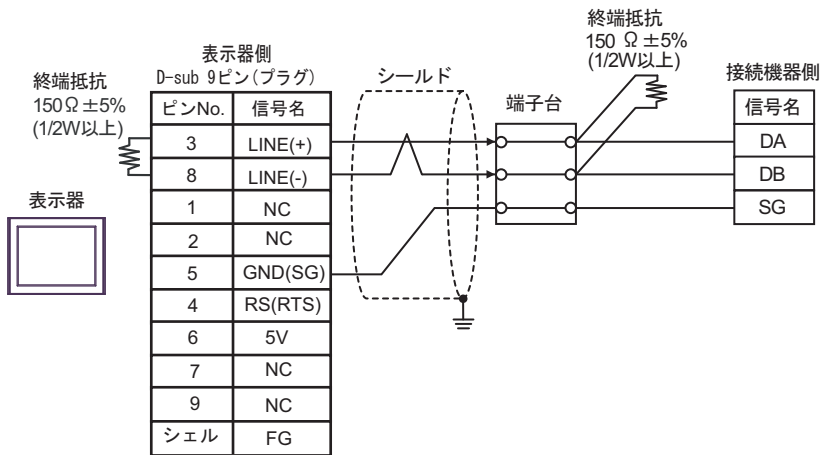 終端抵抗
150 Ω ±5%
(1/2W以上)
表示器側
D-sub 9ピン(プラグ)
シールド
端子台
接続機器側
終端抵抗
150Ω±5%
(1/2W以上)
ピンNo. 信号名
3 LINE(+)
8 LINE(-)
1 NC
2 NC
5 GND(SG)
4 RS(RTS)
6 5V
7 NC
9 NC
シェル FG
表示器
信号名
DA
DB
SG